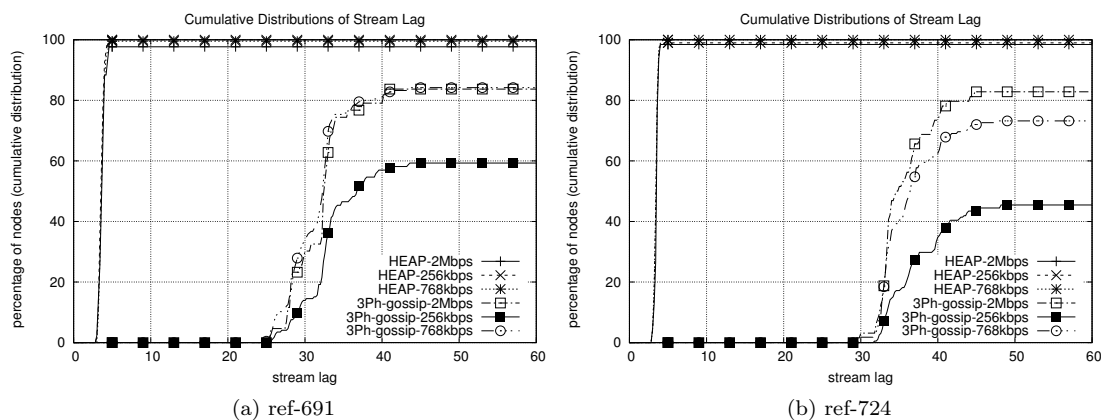 Cumulative Distributions of Stream Lag
percentage of nodes (cumulative distribution)
100
80
60
40
20
0
0 10 20 30 40 50 60
HEAP-2Mbps
HEAP-256kbps
HEAP-768kbps
3Ph-gossip-2Mbps
3Ph-gossip-256kbps
3Ph-gossip-768kbps
stream lag
(a) ref-691
Cumulative Distributions of Stream Lag
percentage of nodes (cumulative distribution)
100
80
60
40
20
0
0 10 20 30 40 50 60
HEAP-2Mbps
HEAP-256kbps
HEAP-768kbps
3Ph-gossip-2Mbps
3Ph-gossip-256kbps
3Ph-gossip-768kbps
stream lag
(b) ref-724